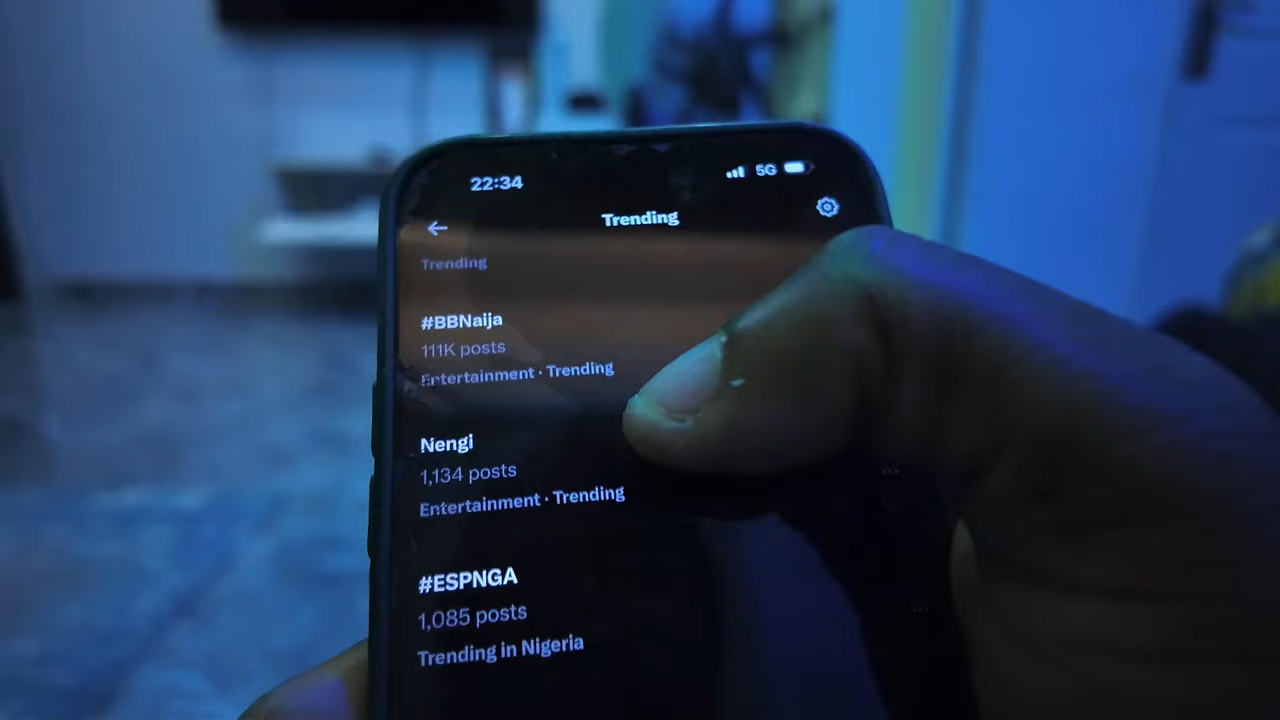 22:34
5G
Trending
Trending
#BBNaija
111K posts
Entertainment · Trending
Nengi
1,134 posts
Entertainment · Trending
#ESPNGA
1,085 posts
Trending in Nigeria